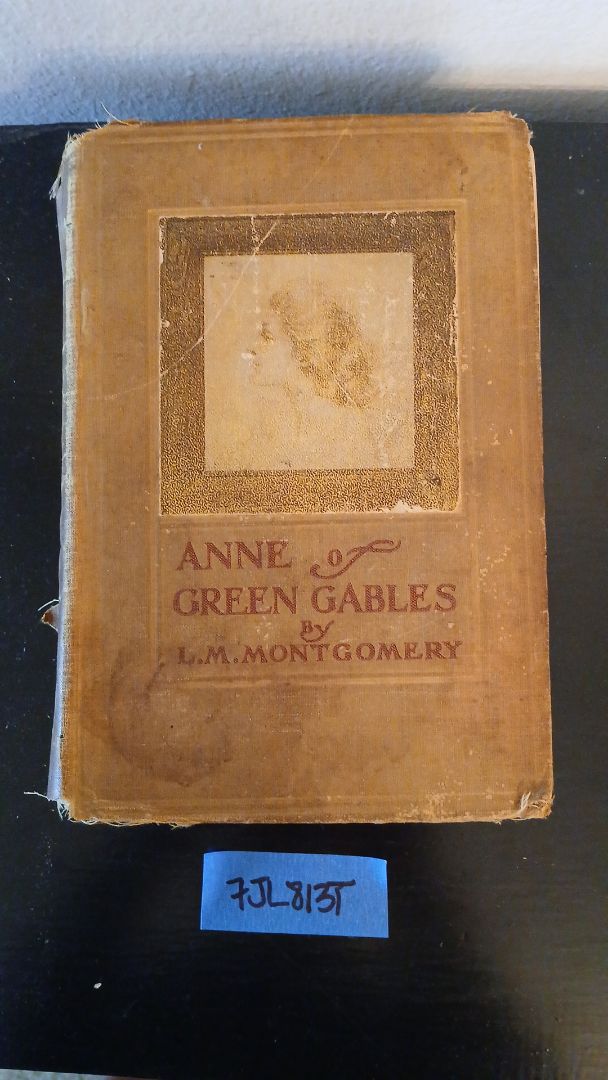 ANNE of
GREEN GABLES
BY
L.M. MONTGOMERY
7JL813T